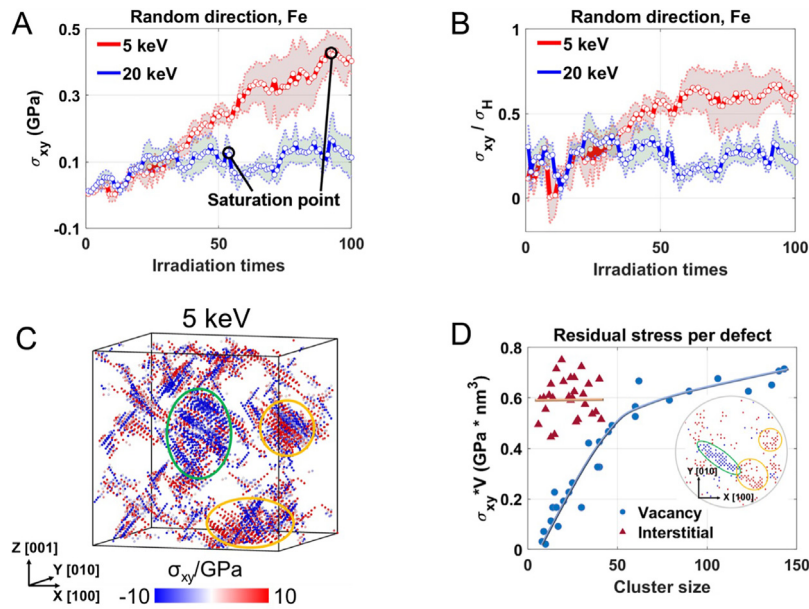 A
Random direction, Fe
5 keV
20 keV
σxy (GPa)
0.5
0.3
0.1
-0.1
Saturation point
0
50
100
Irradiation times
B
Random direction, Fe
5 keV
20 keV
σxy / σH
1
0.5
0
0
50
100
Irradiation times
C
5 keV
Z [001]
Y [010]
X [100]
σxy/GPa
-10
10
D
Residual stress per defect
σxy*V (GPa * nm³)
0.8
0.6
0.4
0.2
0
Y [010]
X [100]
Vacancy
Interstitial
0
50
100
150
Cluster size